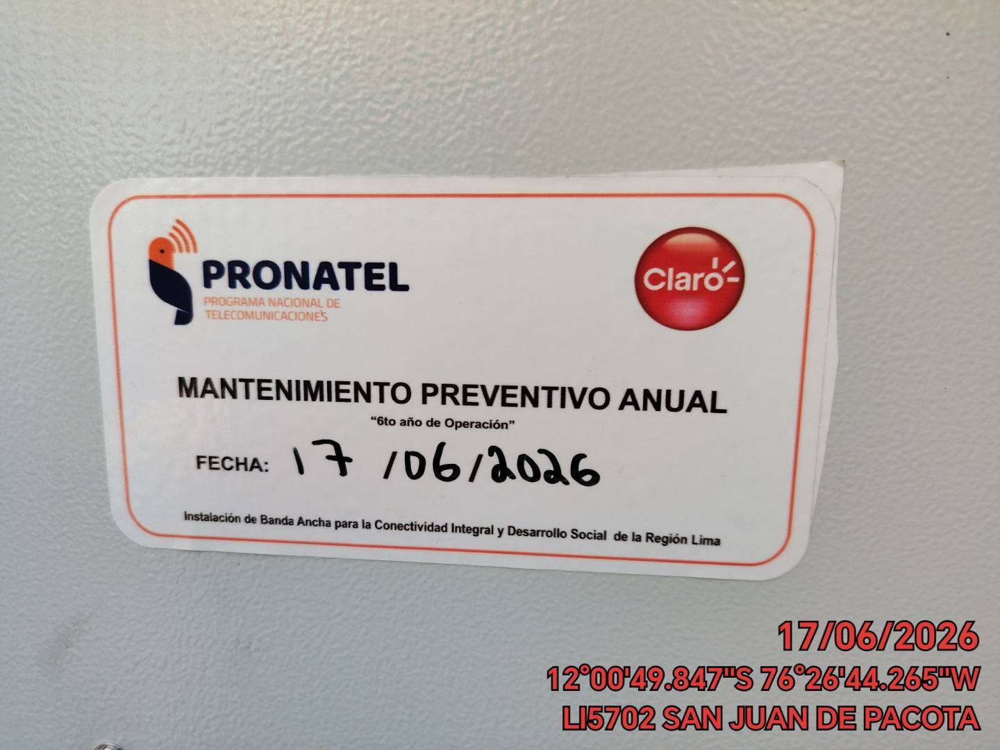 PRONATEL
PROGRAMA NACIONAL DE
TELECOMUNICACIONES
Claro
MANTENIMIENTO PREVENTIVO ANUAL
“6to año de Operación”
FECHA: 17/06/2026
Instalación de Banda Ancha para la Conectividad Integral y Desarrollo Social de la Región Lima
17/06/2026
12°00'49.847"S 76°26'44.265"W
LI5702 SAN JUAN DE PACOTA